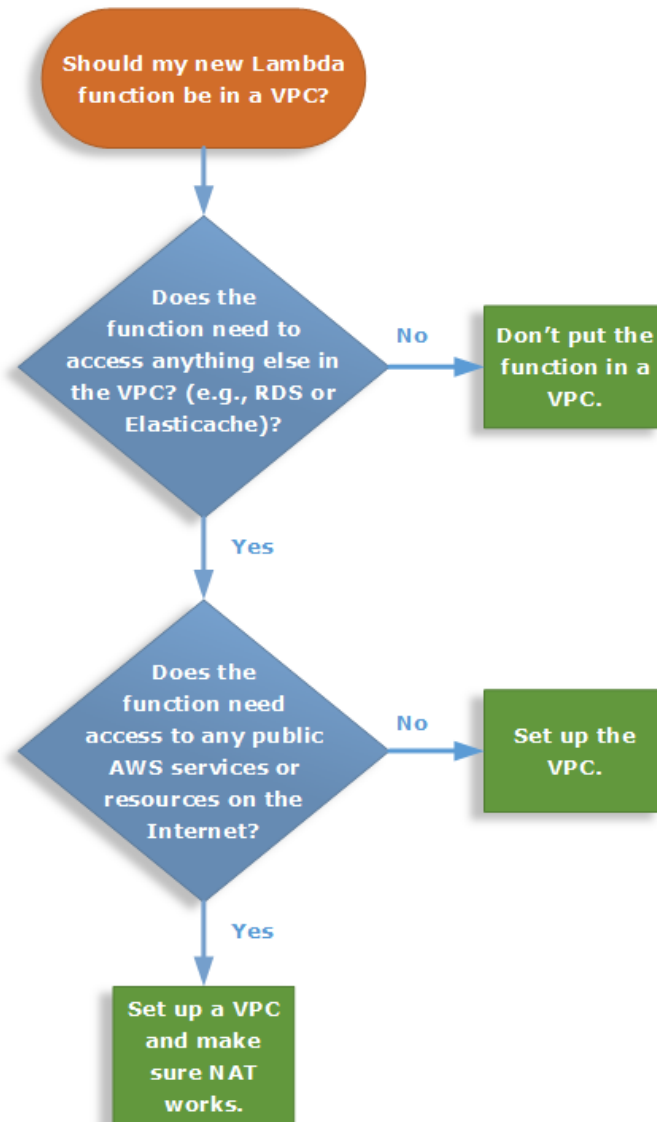 Should my new Lambda
function be in a VPC?
Does the
function need to
access anything else in
the VPC? (e.g., RDS or
Elasticache)?
No
Don’t put the
function in a
VPC.
Yes
Does the
function need
access to any public
AWS services or
resources on the
Internet?
No
Set up the
VPC.
Yes
Set up a VPC
and make
sure NAT
works.